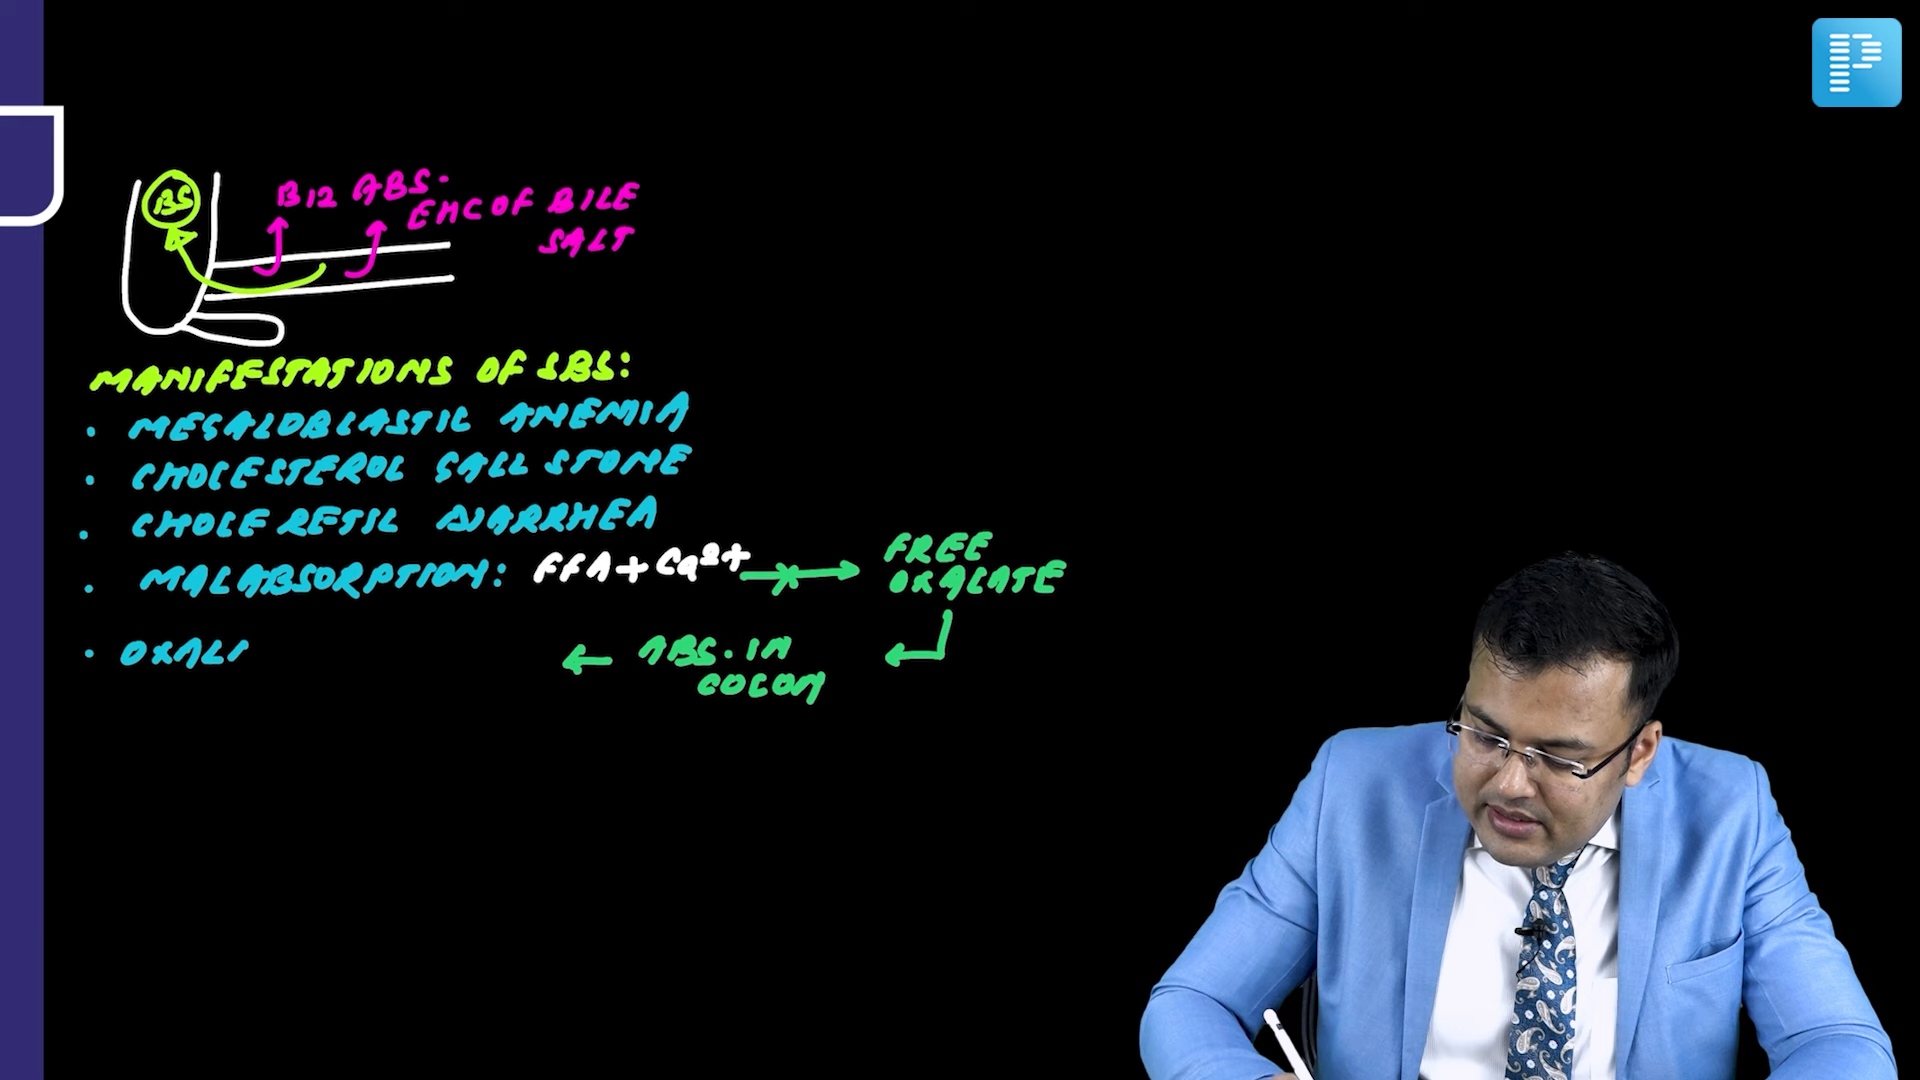 BS
B12 ABS.
EHC OF BILE
SALT
MANIFESTATIONS OF SBS:
• MEGALOBLASTIC ANEMIA
• CHOLESTEROL GALL STONE
• CHOLERETIC DIARRHEA
• MALABSORPTION: FFA + Ca2+
FREE
OXALATE
• OXALI
ABS. IN
COLON